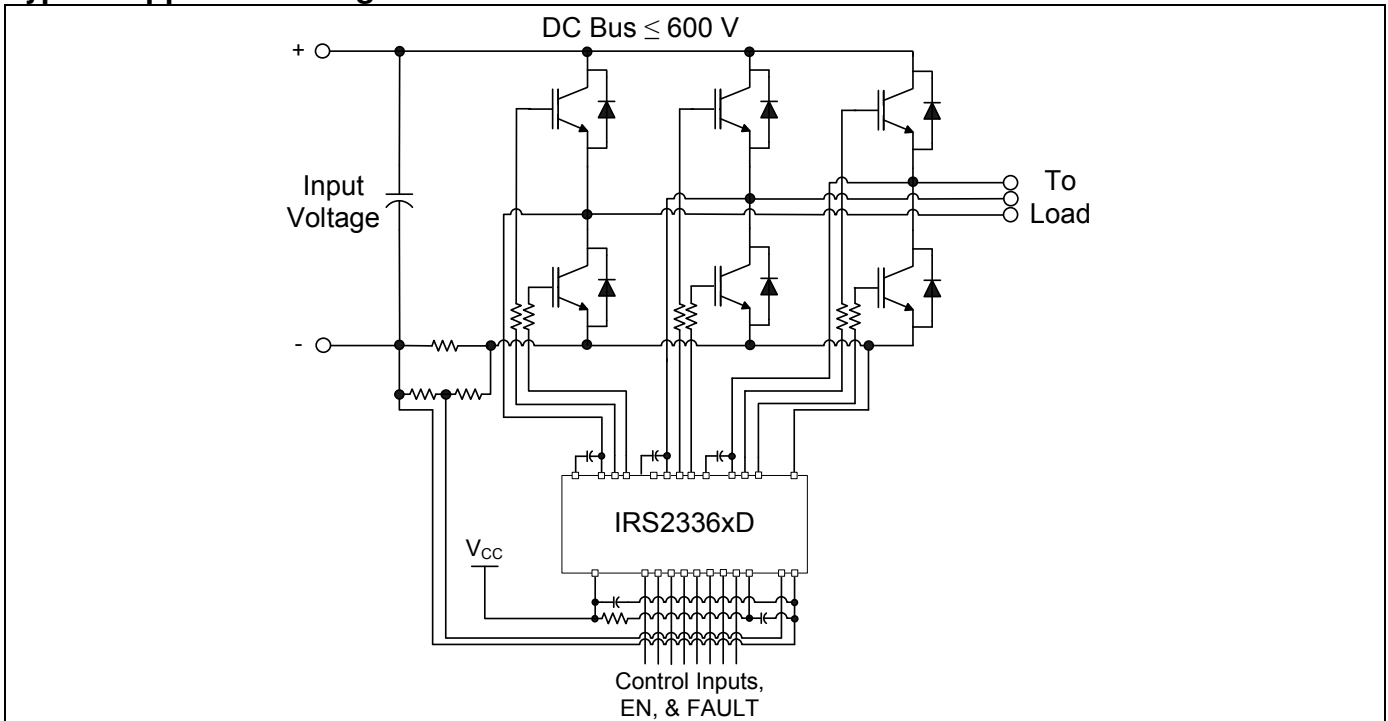 DC Bus ≤ 600 V
+
Input
Voltage
To
Load
-
IRS2336xD
VCC
Control Inputs,
EN, & FAULT